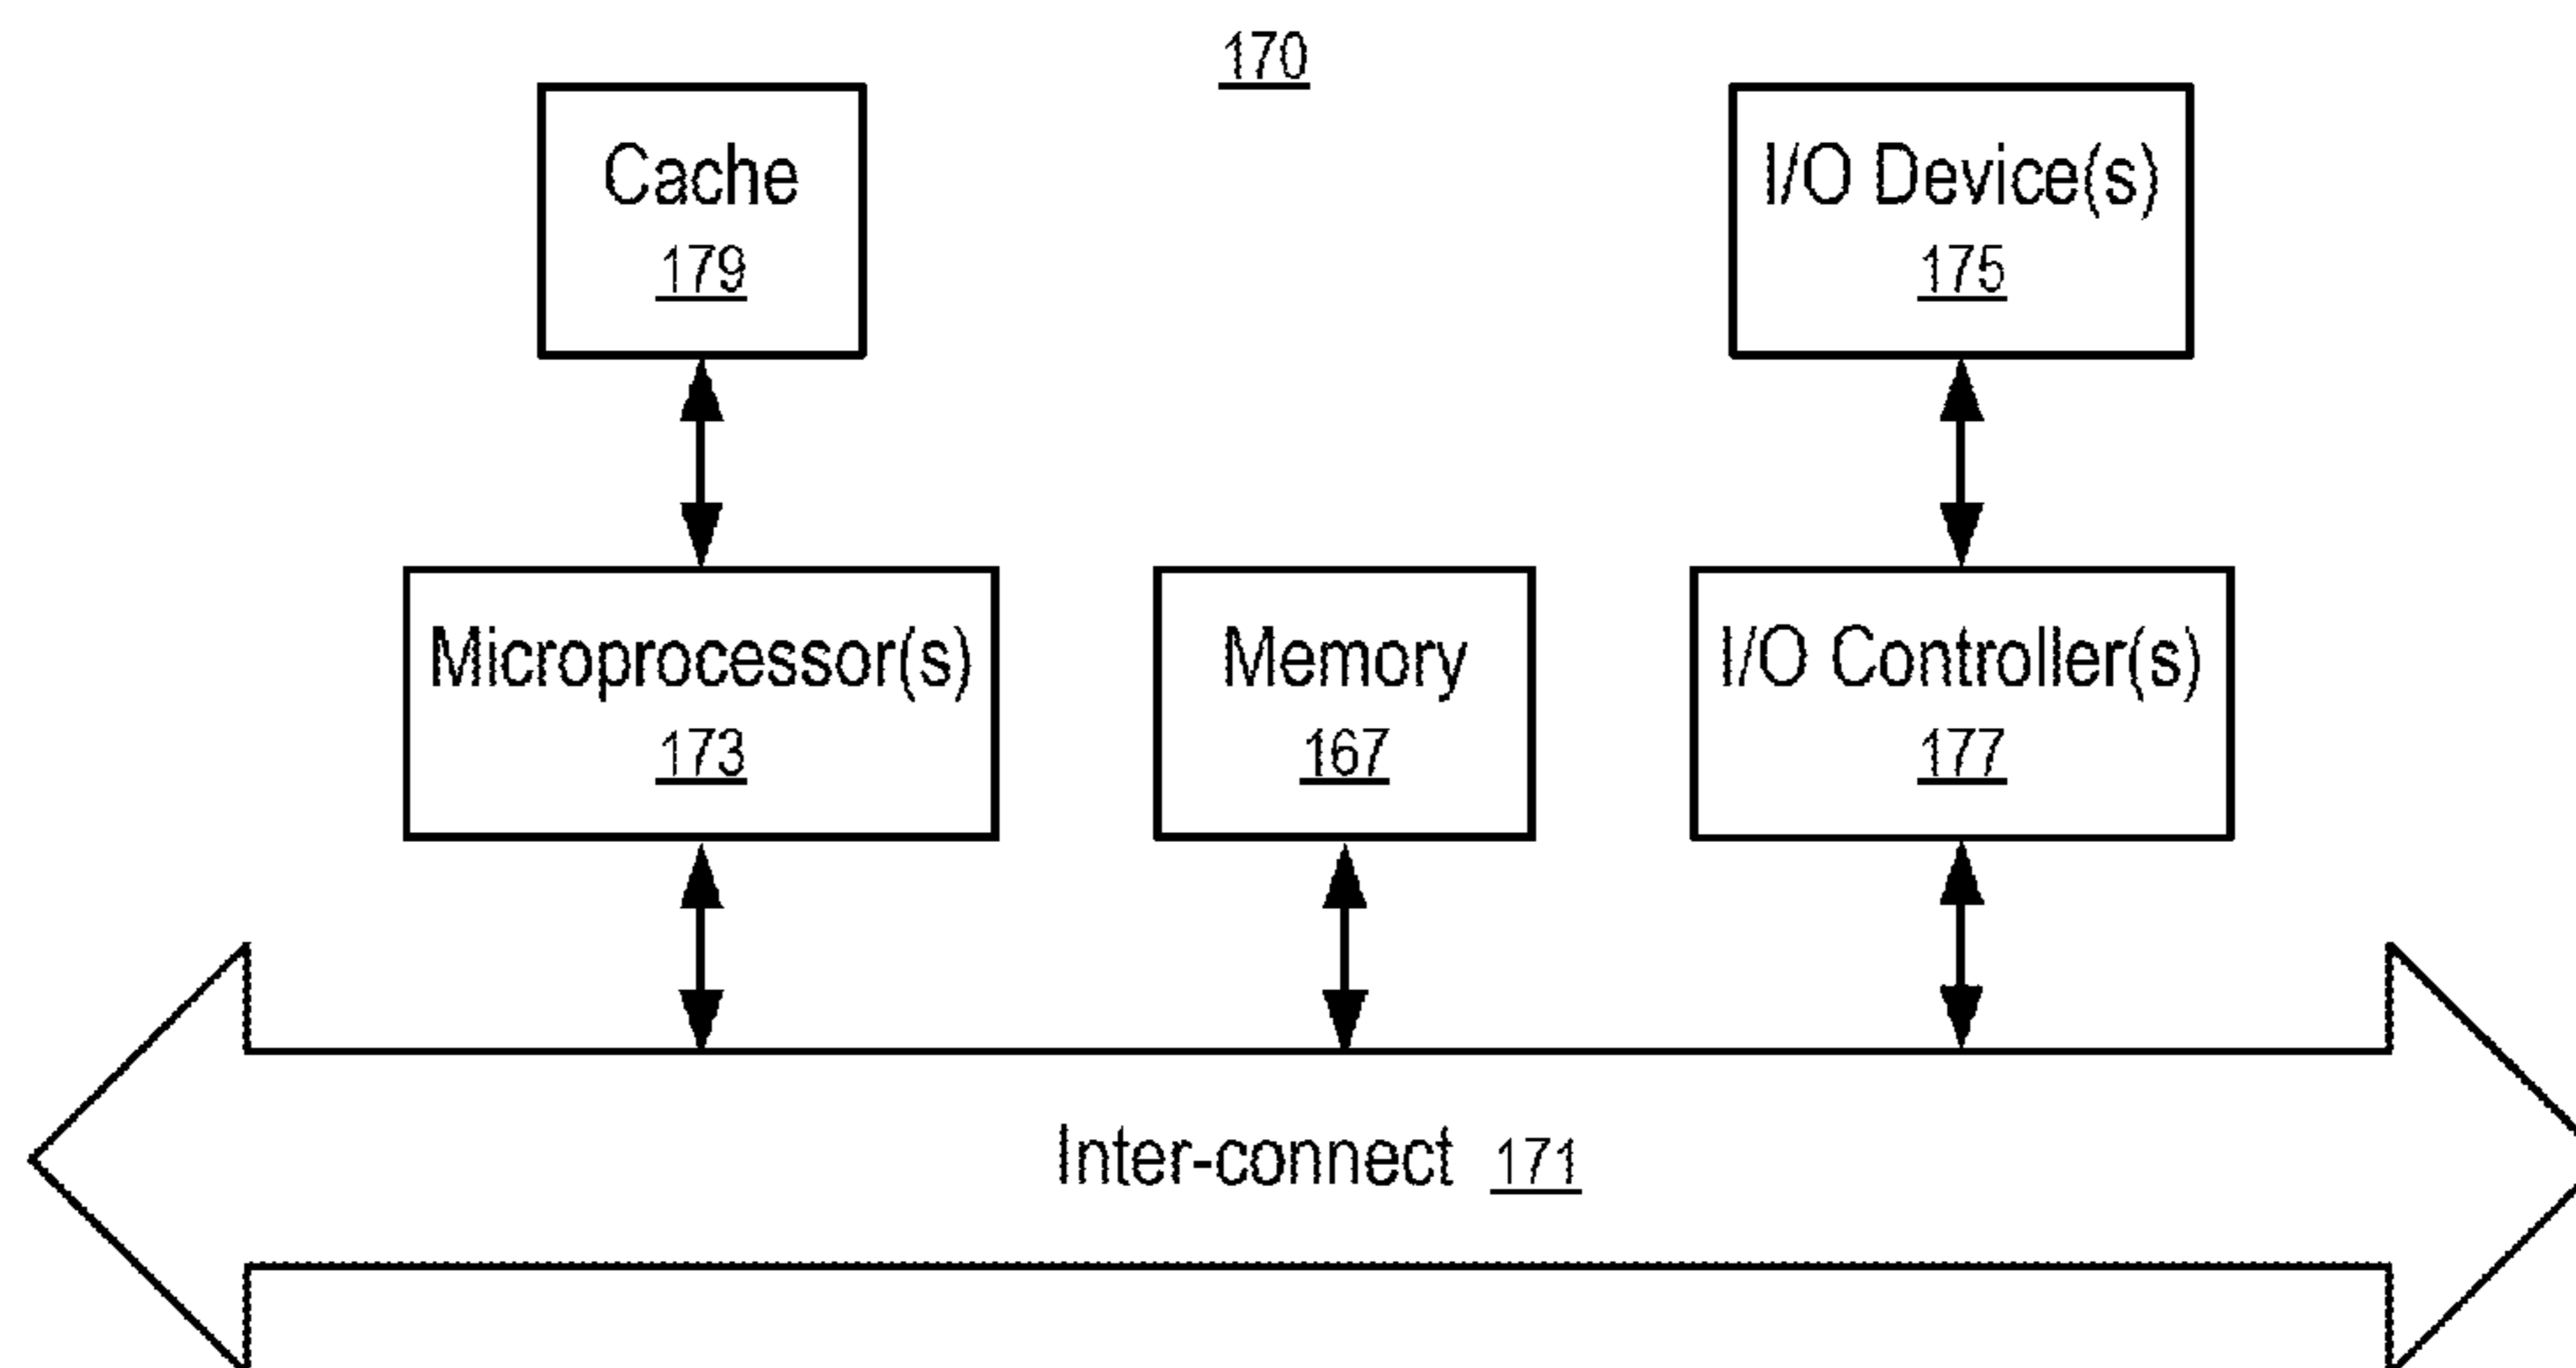 170
Cache
179
I/O Device(s)
175
Microprocessor(s)
173
Memory
167
I/O Controller(s)
177
Inter-connect 171